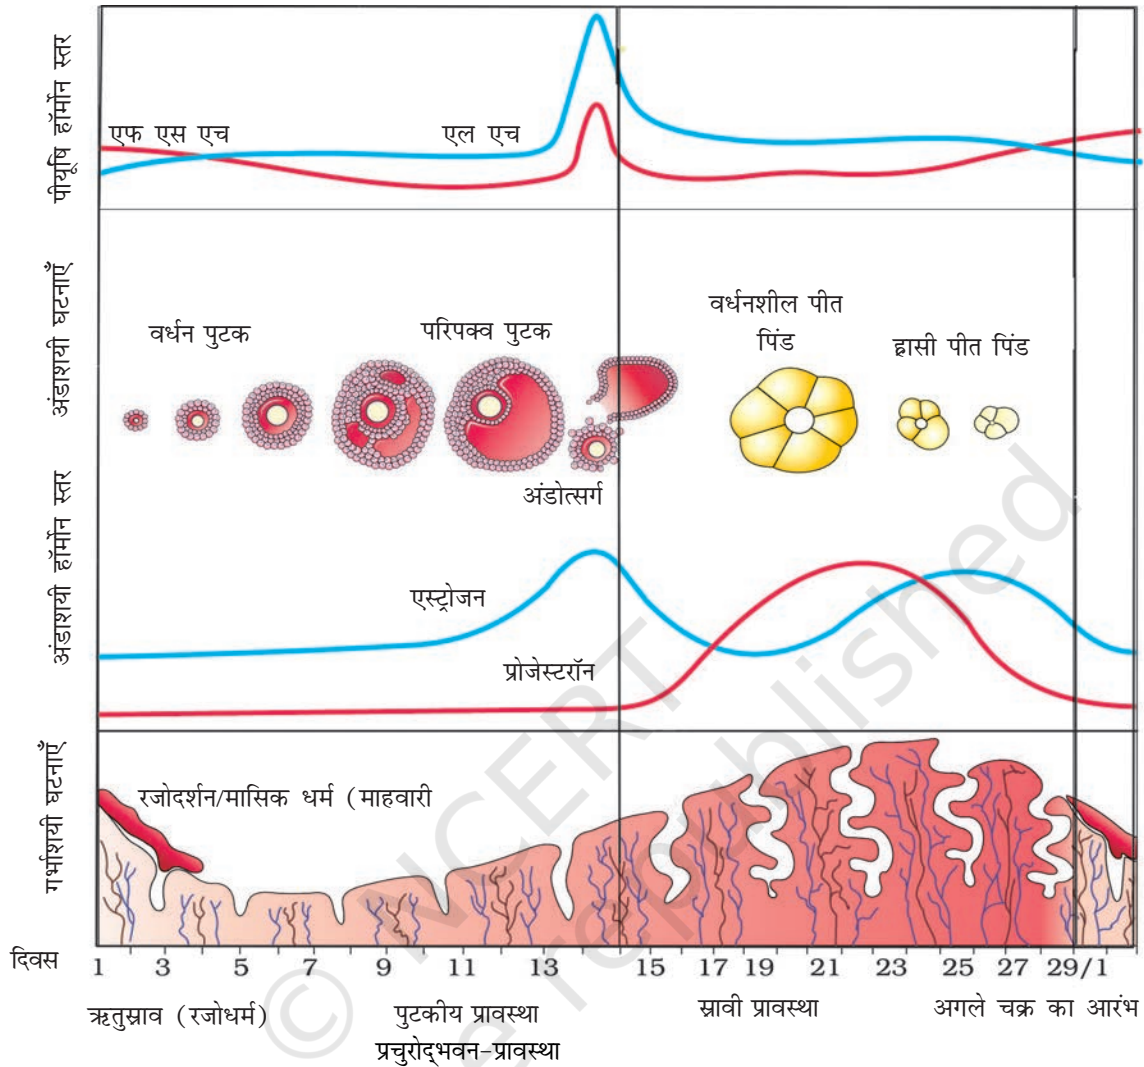 पीयूषि हॉर्मोन स्तर
एफ एस एच
एल एच
अंडाशयी घटनाएँ
वर्धन पुटक
परिपक्व पुटक
वर्धनशील पीत
पिंड
ह्रासी पीत पिंड
अंडोत्सर्ग
अंडाशयी हॉर्मोन स्तर
एस्ट्रोजन
प्रोजेस्टरॉन
गर्भाशयी घटनाएँ
रजोदर्शन/मासिक धर्म (माहवारी
दिवस 1 3 5 7 9 11 13 15 17 19 21 23 25 27 29/1
ऋतुस्राव (रजोधर्म)
पुटकीय प्रावस्था
प्रचुरोद्‌भवन-प्रावस्था
स्रावी प्रावस्था
अगले चक्र का आरंभ
© NCERT
be republished